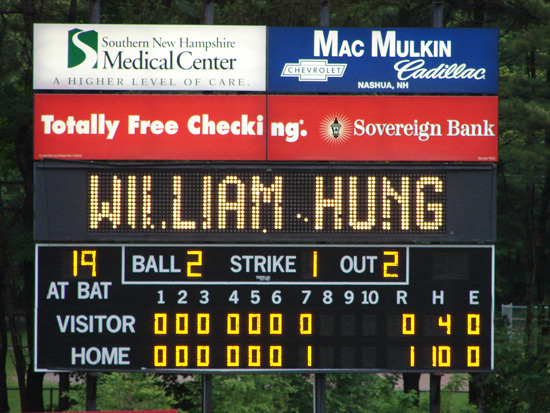 Southern New Hampshire
Medical Center
A HIGHER LEVEL OF CARE.
MAC MULKIN
CHEVROLET
Cadillac
NASHUA, NH
Totally Free Checking:
Sovereign Bank
WILLIAM HUNG
19 BALL 2 STRIKE 1 OUT 2
AT BAT
1 2 3 4 5 6 7 8 9 10 R H E
VISITOR 0 0 0 0 0 0 0 0 4 0
HOME 0 0 0 0 0 0 1 1 10 0